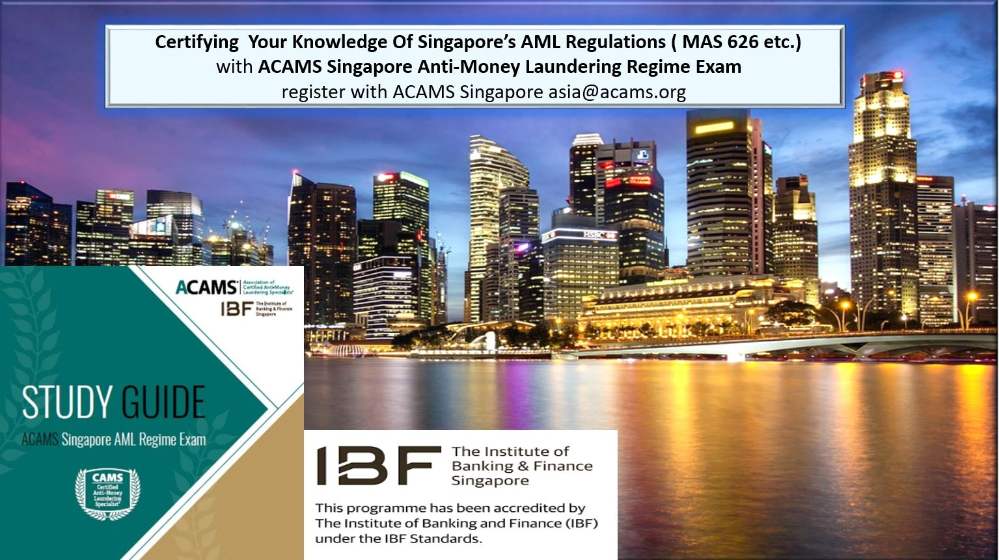 Certifying  Your Knowledge Of Singapore’s AML Regulations ( MAS 626 etc.)
with ACAMS Singapore Anti-Money Laundering Regime Exam
register with ACAMS Singapore asia@acams.org
HSBC
ACAMS Association of
Certified Anti-Money
Laundering Specialists®
IBF The Institute of
Banking & Finance
Singapore
STUDY GUIDE
ACAMS Singapore AML Regime Exam
CAMS
Certified
Anti-Money
Laundering
Specialist®
IBF The Institute of
Banking & Finance
Singapore
This programme has been accredited by
The Institute of Banking and Finance (IBF)
under the IBF Standards.